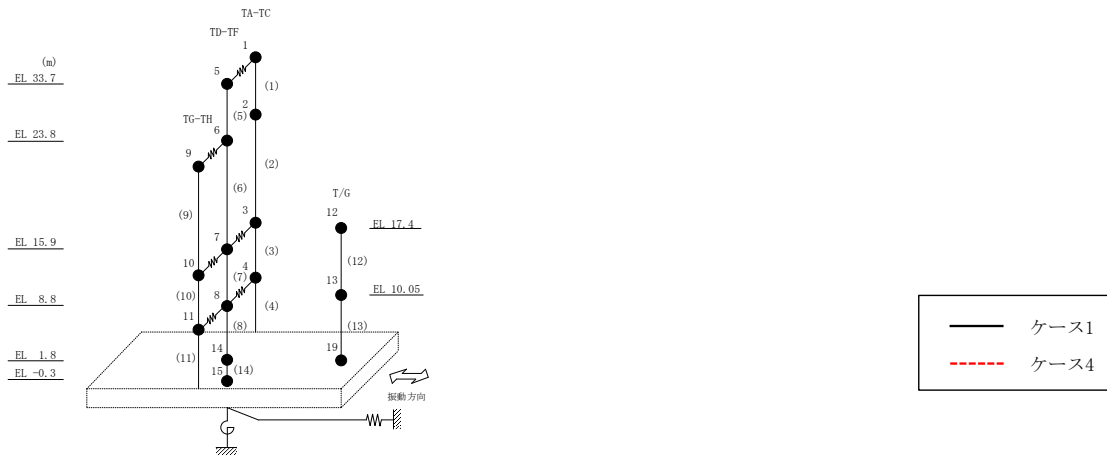 TA-TC
TD-TF
1
(m)
5
EL 33.7
(1)
2
TG-TH
(5)
6
EL 23.8
9
(2)
(6)
T/G
(9)
3
12
EL 17.4
7
EL 15.9
(3)
10
4
(12)
(7)
13
(10)
8
EL 10.05
EL 8.8
(4)
11
(8)
(13)
14
19
EL 1.8
(11)
15
(14)
EL -0.3
振動方向
ケース1
ケース4